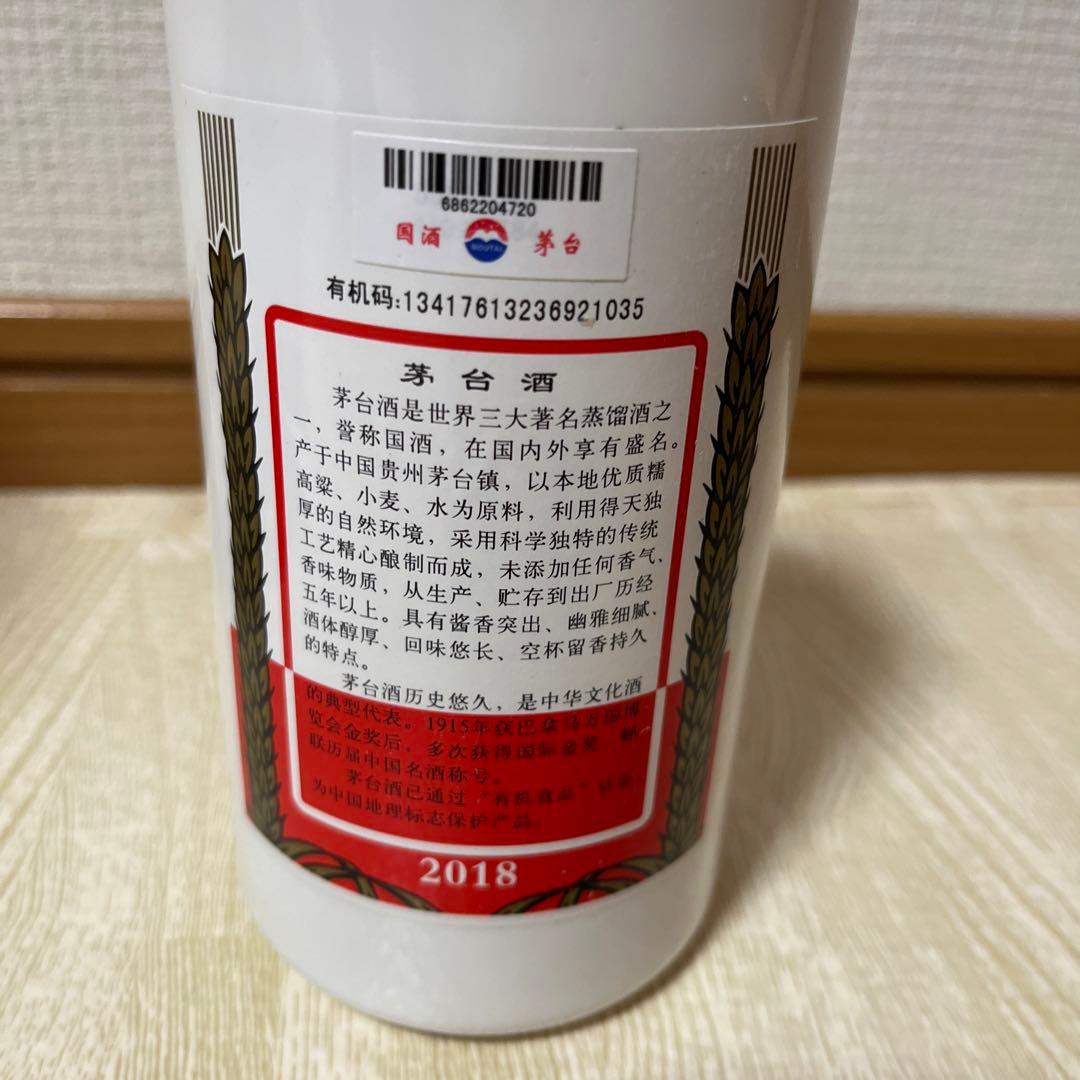 6862204720
国酒 MOUTAI 茅台
有机码:13417613236921035
茅台酒
茅台酒是世界三大著名蒸馏酒之
一，誉称国酒，在国内外享有盛名。
产于中国贵州茅台镇，以本地优质糯
高粱、小麦、水为原料，利用得天独
厚的自然环境，采用科学独特的传统
工艺精心酿制而成，未添加任何香气、
香味物质，从生产、贮存到出厂历经
五年以上。具有酱香突出、幽雅细腻、
酒体醇厚、回味悠长、空杯留香持久
的特点。
茅台酒历史悠久，是中华文化酒
的典型代表。1915年获巴拿马万国博
览会金奖后，多次获得国际金奖，蝉
联历届中国名酒称号。
茅台酒已通过“有机食品”认证，
为中国地理标志保护产品。
2018